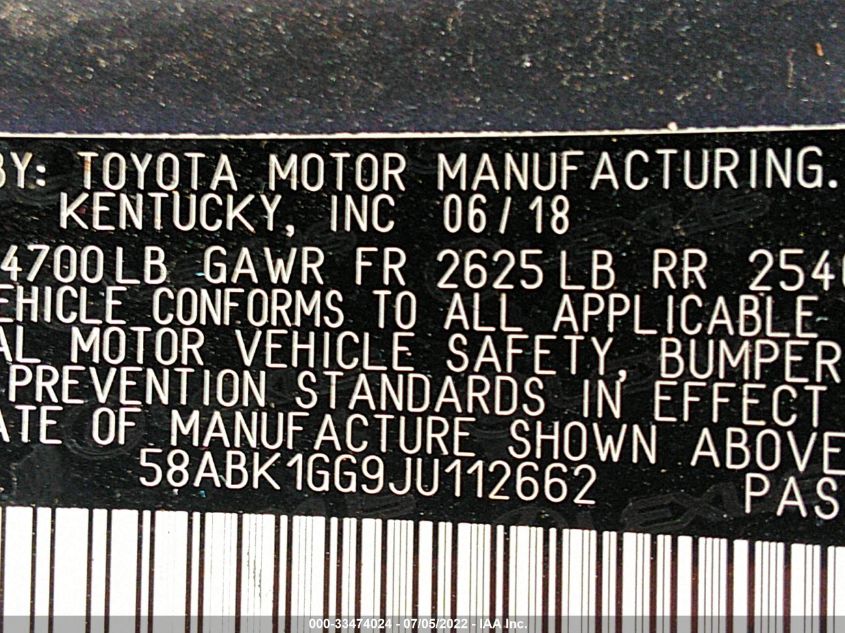 BY: TOYOTA MOTOR MANUFACTURING.
KENTUCKY, INC 06/18
4700LB GAWR FR 2625LB RR 254
VEHICLE CONFORMS TO ALL APPLICABLE
AL MOTOR VEHICLE SAFETY, BUMPER
PREVENTION STANDARDS IN EFFECT
ATE OF MANUFACTURE SHOWN ABOVE
58ABK1GG9JU112662 PAS
000-33474024 - 07/05/2022 - IAA Inc.